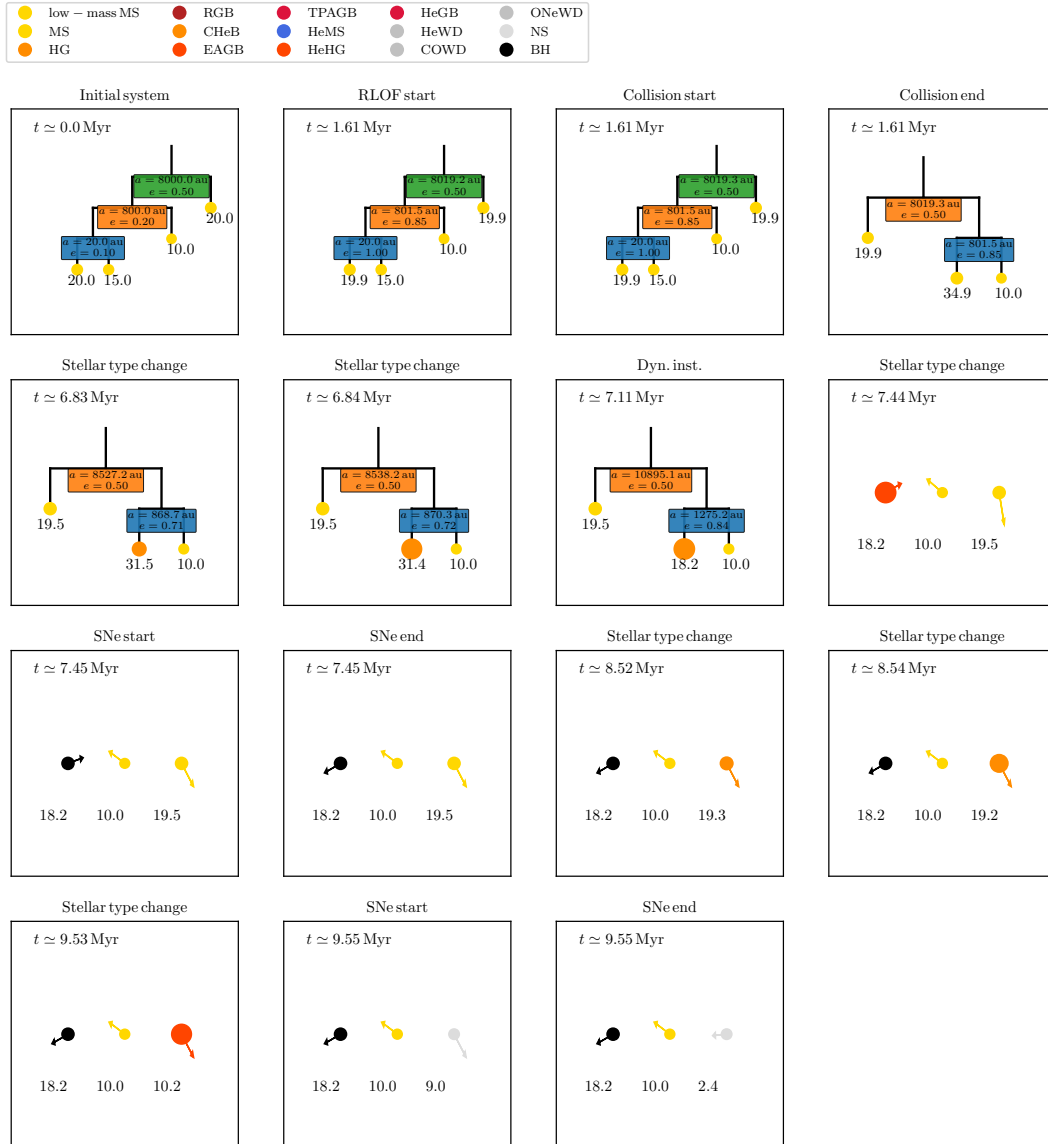 low − mass MS RGB TPAGB HeGB ONeWD
MS CHeB HeMS HeWD NS
HG EAGB HeHG COWD BH
Initial system RLOF start Collision start Collision end
t ≃ 0.0 Myr t ≃ 1.61 Myr t ≃ 1.61 Myr t ≃ 1.61 Myr
a = 8000.0 au a = 8019.2 au a = 8019.3 au
e = 0.50 e = 0.50 e = 0.50
a = 8019.3 au
e = 0.50
a = 800.0 au a = 801.5 au a = 801.5 au
e = 0.20 e = 0.85 e = 0.85
20.0 19.9 19.9
a = 20.0 au a = 20.0 au a = 20.0 au a = 801.5 au
e = 0.10 e = 1.00 e = 1.00 e = 0.85
10.0 10.0 10.0 19.9
20.0 15.0 19.9 15.0 19.9 15.0 34.9 10.0
Stellar type change Stellar type change Dyn. inst. Stellar type change
t ≃ 6.83 Myr t ≃ 6.84 Myr t ≃ 7.11 Myr t ≃ 7.44 Myr
a = 8527.2 au a = 8538.2 au a = 10895.1 au
e = 0.50 e = 0.50 e = 0.50
a = 868.7 au a = 870.3 au a = 1275.2 au
e = 0.71 e = 0.72 e = 0.84
19.5 19.5 19.5
18.2 10.0 19.5
31.5 10.0 31.4 10.0 18.2 10.0
SNe start SNe end Stellar type change Stellar type change
t ≃ 7.45 Myr t ≃ 7.45 Myr t ≃ 8.52 Myr t ≃ 8.54 Myr
18.2 10.0 19.5 18.2 10.0 19.5 18.2 10.0 19.3 18.2 10.0 19.2
Stellar type change SNe start SNe end
t ≃ 9.53 Myr t ≃ 9.55 Myr t ≃ 9.55 Myr
18.2 10.0 10.2 18.2 10.0 9.0 18.2 10.0 2.4